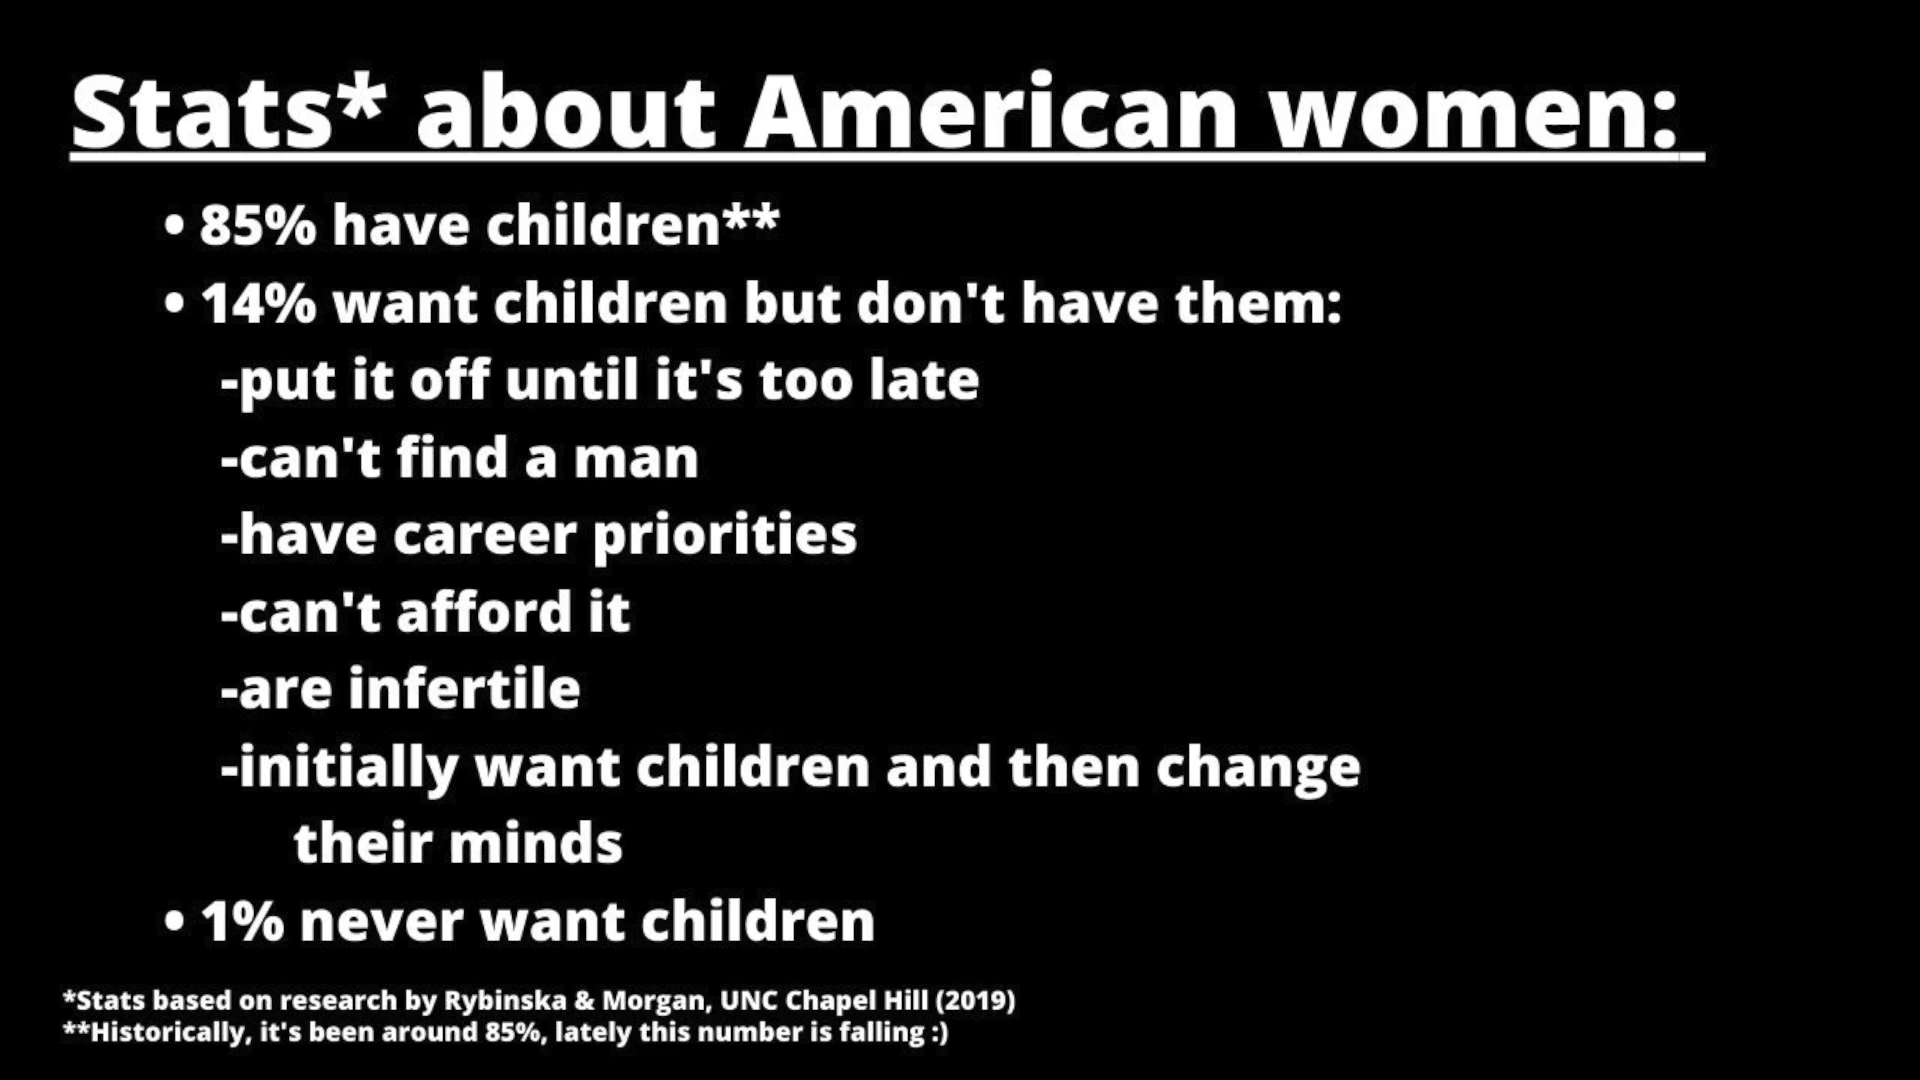 Stats* about American women:
• 85% have children**
• 14% want children but don't have them:
-put it off until it's too late
-can't find a man
-have career priorities
-can't afford it
-are infertile
-initially want children and then change
their minds
• 1% never want children
*Stats based on research by Rybinska & Morgan, UNC Chapel Hill (2019)
**Historically, it's been around 85%, lately this number is falling :)